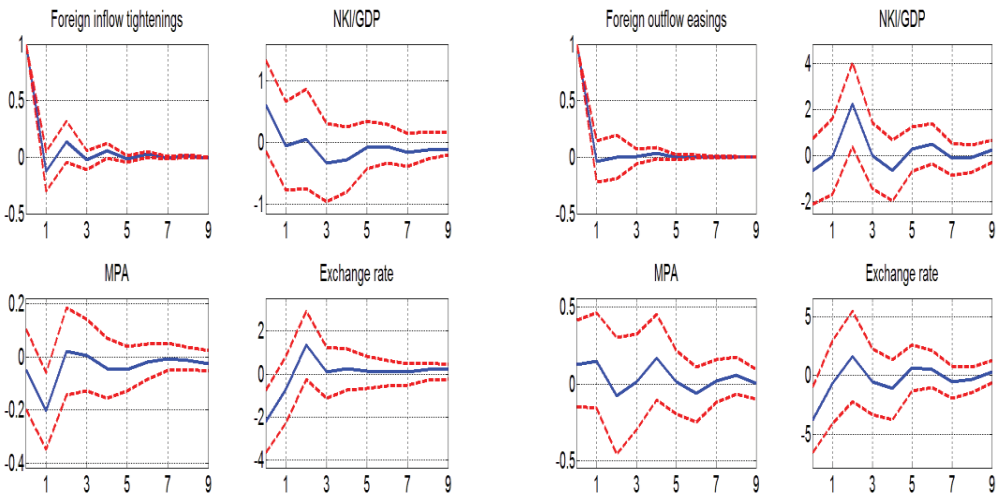 Foreign inflow tightenings NKI/GDP Foreign outflow easings NKI/GDP
1 0.5 0 -0.5
1 0 -1
1 0.5 0 -0.5
4 2 0 -2
1 3 5 7 9 1 3 5 7 9 1 3 5 7 9 1 3 5 7 9
MPA Exchange rate MPA Exchange rate
0.2 0 -0.2 -0.4
2 0 -2 -4
0.5 0 -0.5
5 0 -5
1 3 5 7 9 1 3 5 7 9 1 3 5 7 9 1 3 5 7 9